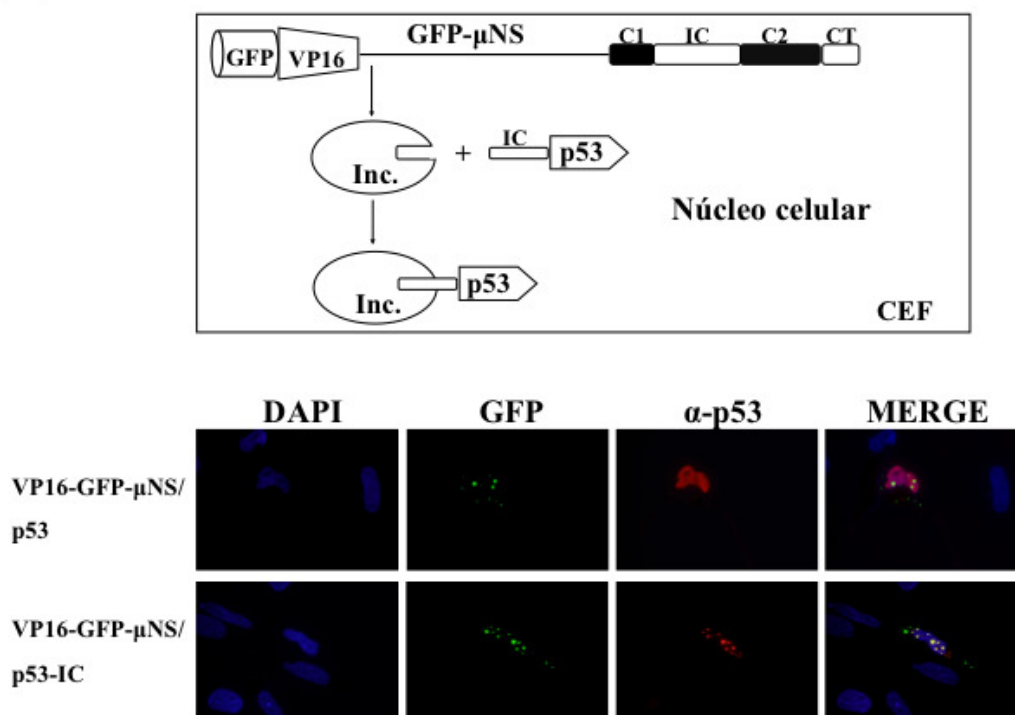 GFP-μNS
C1 IC C2 CT
GFP VP16
Inc. + IC p53
Núcleo celular
Inc. p53
CEF
DAPI GFP α-p53 MERGE
VP16-GFP-μNS/
p53
VP16-GFP-μNS/
p53-IC